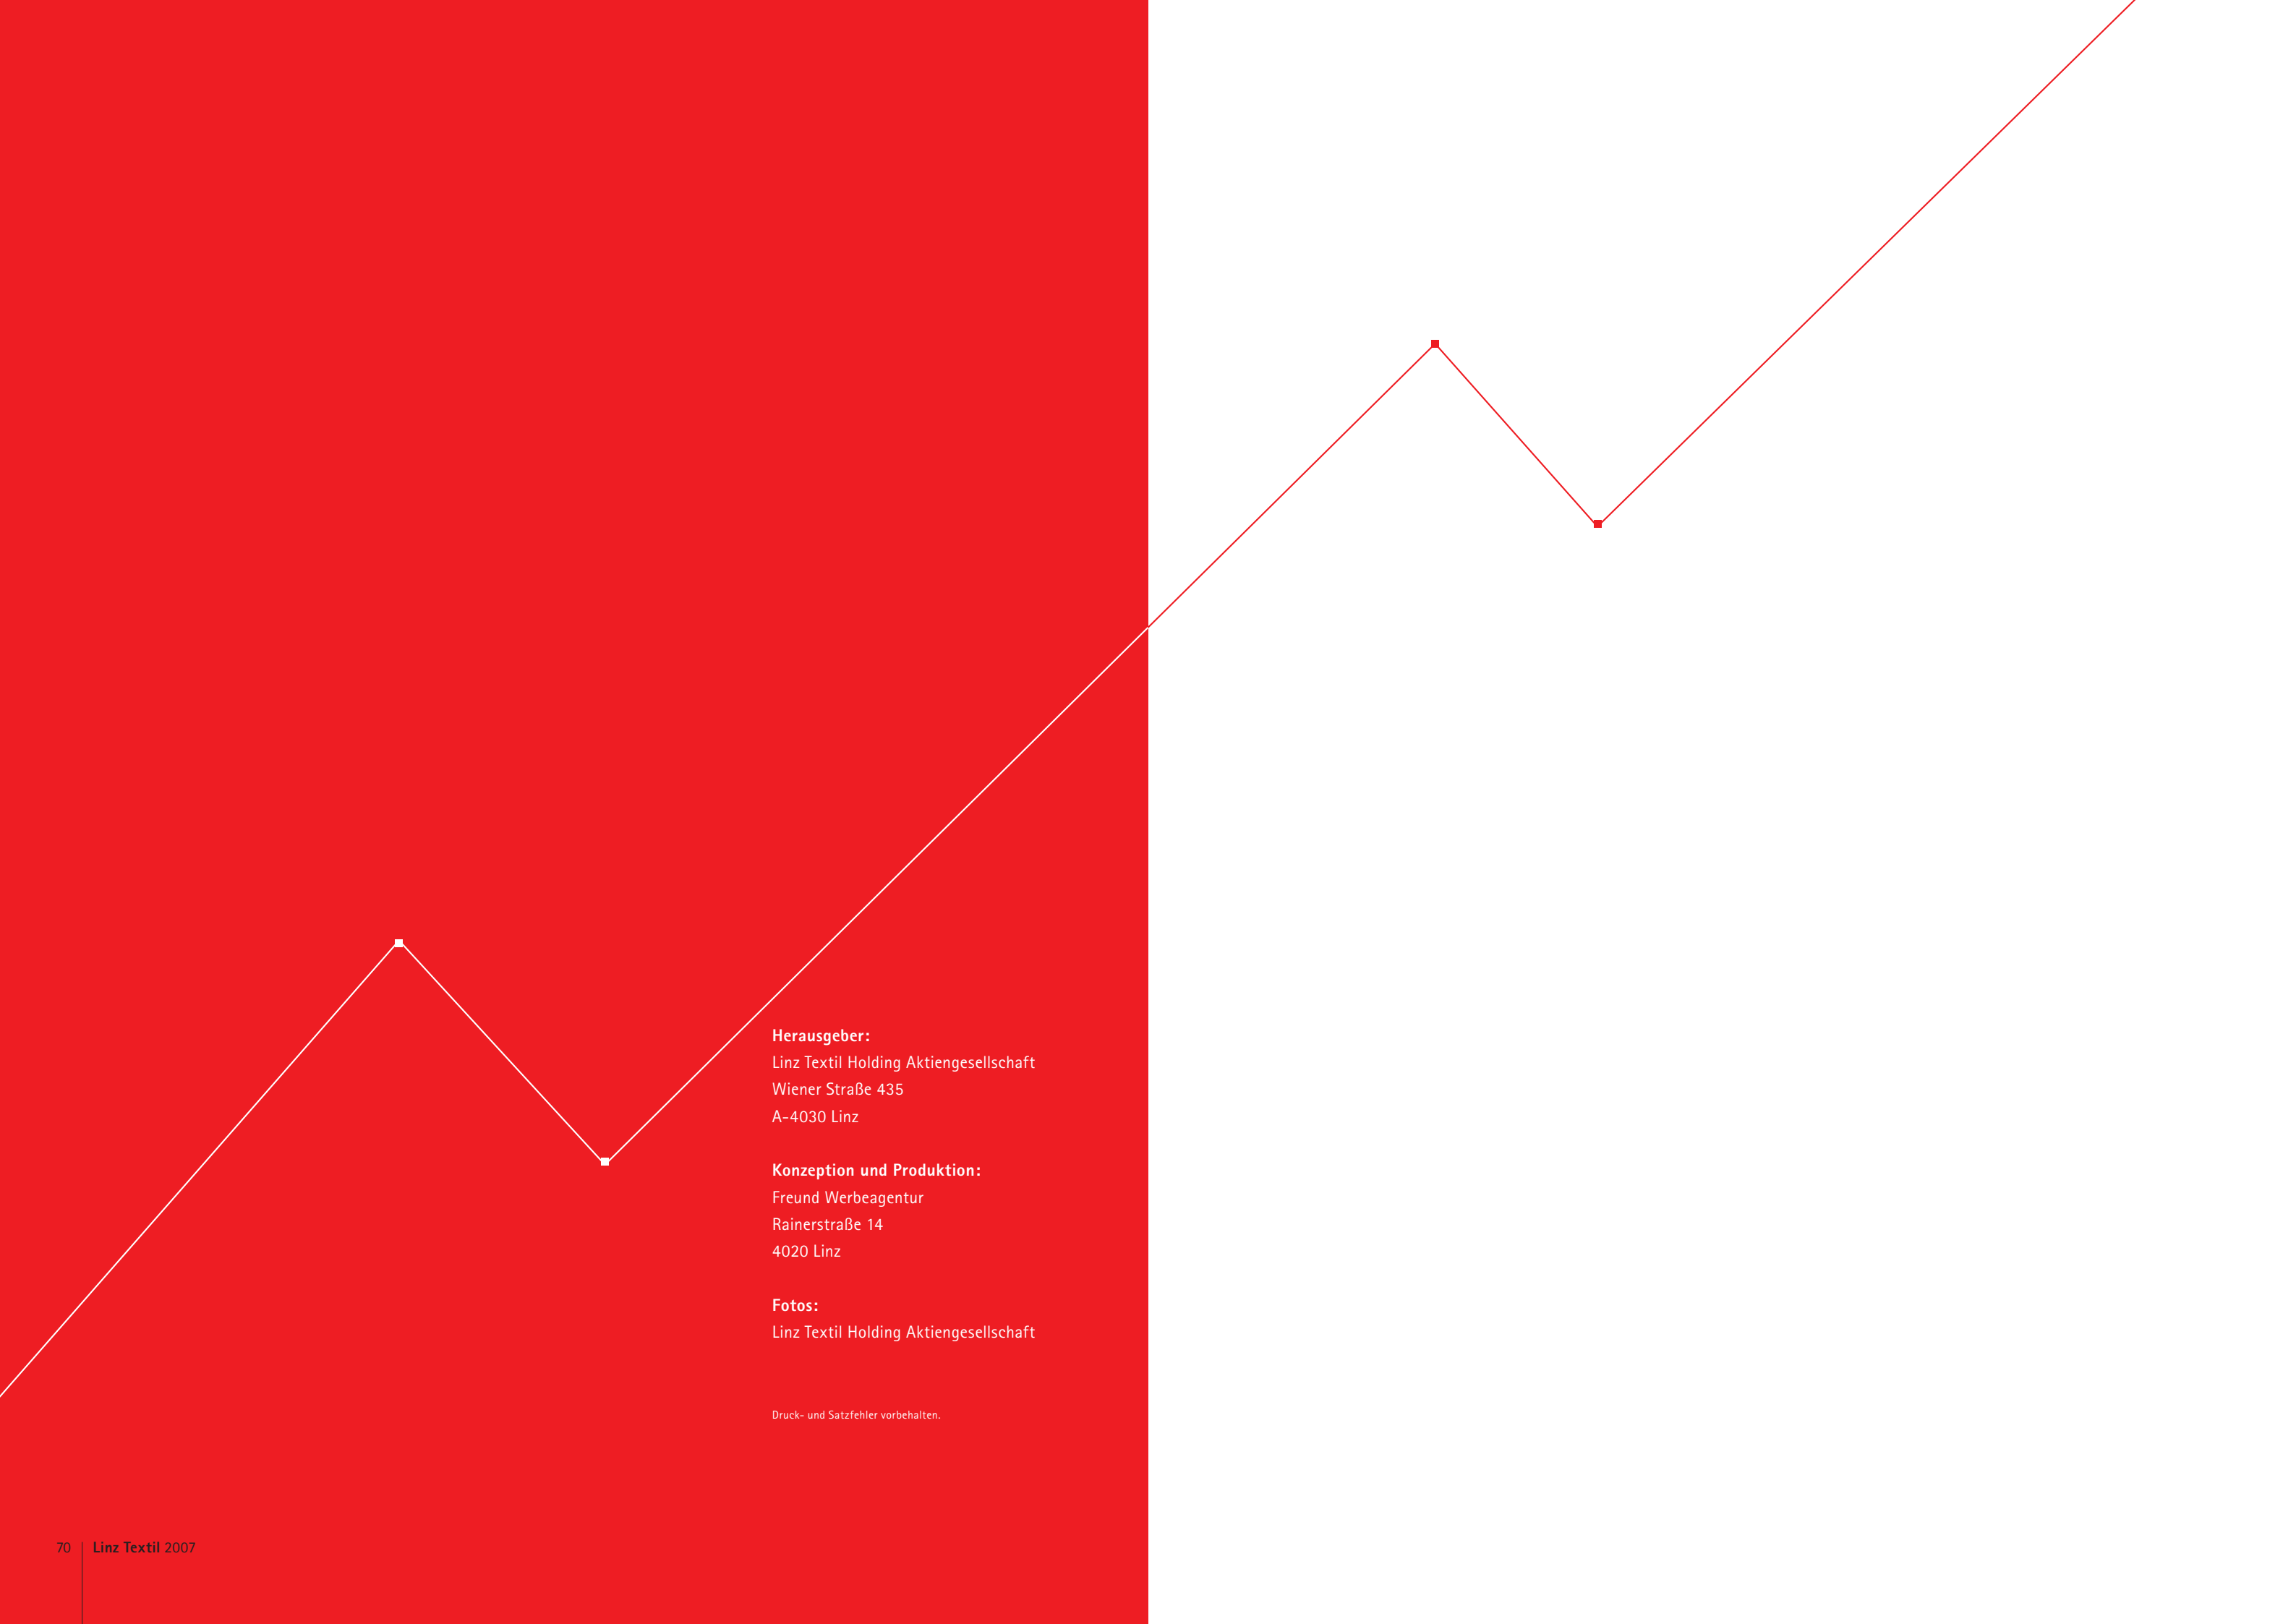 Herausgeber:
Linz Textil Holding Aktiengesellschaft
Wiener Straße 435
A-4030 Linz
Konzeption und Produktion:
Freund Werbeagentur
Rainerstraße 14
4020 Linz
Fotos:
Linz Textil Holding Aktiengesellschaft
Druck- und Satzfehler vorbehalten.
70 Linz Textil 2007